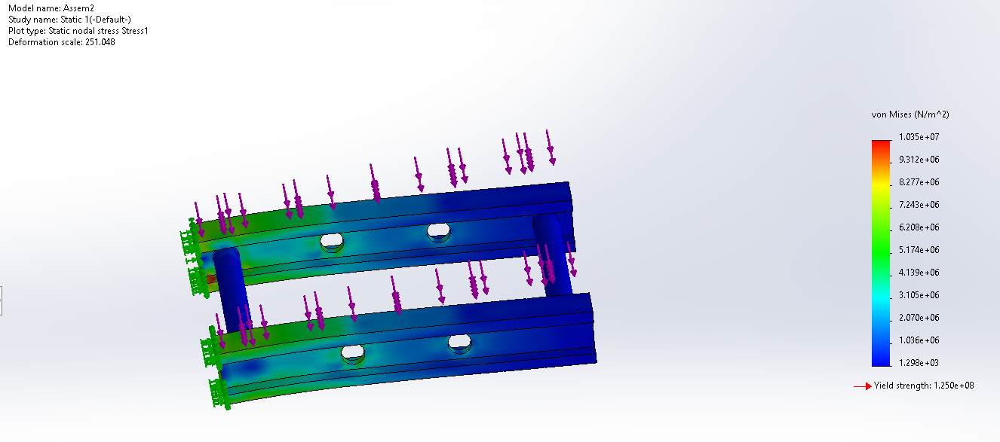 Model name: Assem2
Study name: Static 1(-Default-)
Plot type: Static nodal stress Stress1
Deformation scale: 251.048
von Mises (N/m^2)
1.035e+07
9.312e+06
8.277e+06
7.243e+06
6.208e+06
5.174e+06
4.139e+06
3.105e+06
2.070e+06
1.036e+06
1.298e+03
Yield strength: 1.250e+08